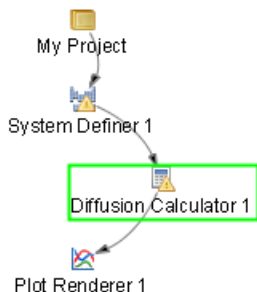 My Project
System Definer 1
Diffusion Calculator 1
Plot Renderer 1